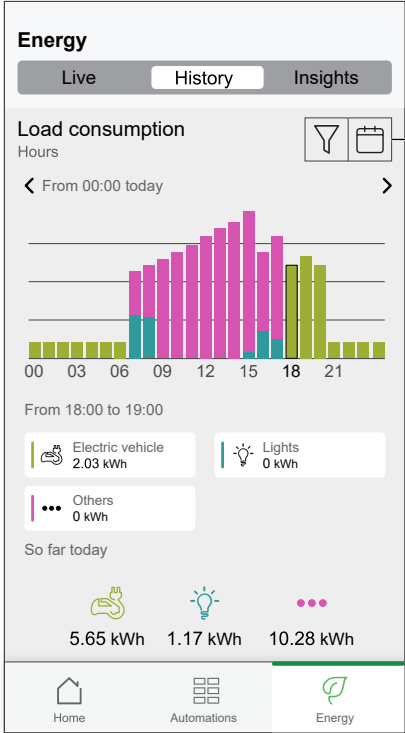 Energy
Live History Insights
Load consumption
Hours
From 00:00 today
00 03 06 09 12 15 18 21
From 18:00 to 19:00
Electric vehicle
2.03 kWh
Lights
0 kWh
Others
0 kWh
So far today
5.65 kWh 1.17 kWh 10.28 kWh
Home Automations Energy